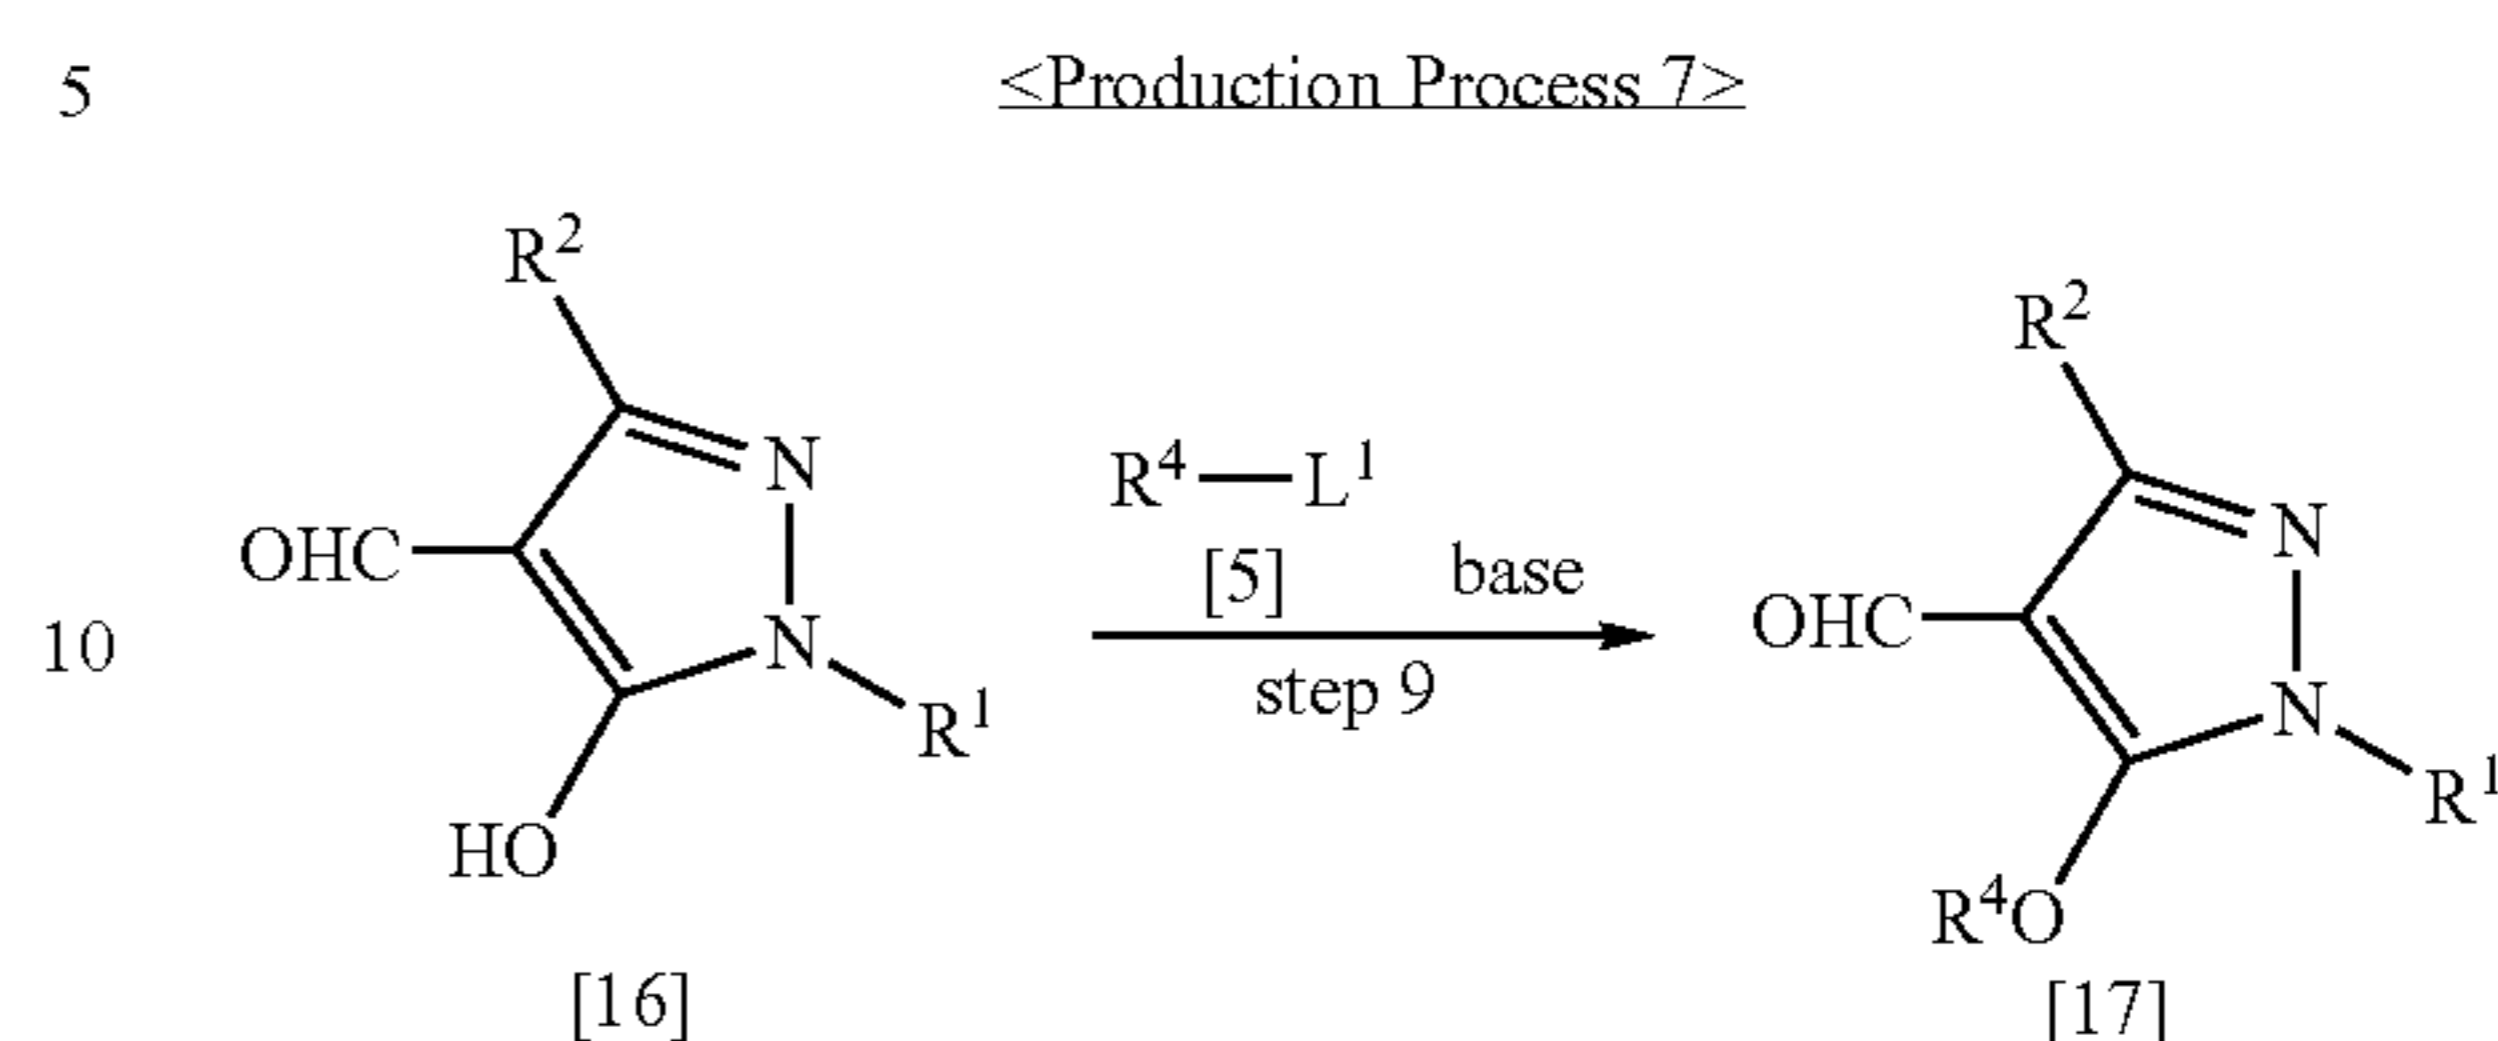 5 <Production Process 7>
R2
R2
N
R4 L1
N
OHC
[5] base
OHC
10
N
step 9
N
R1
R1
HO
R4O
[16]
[17]